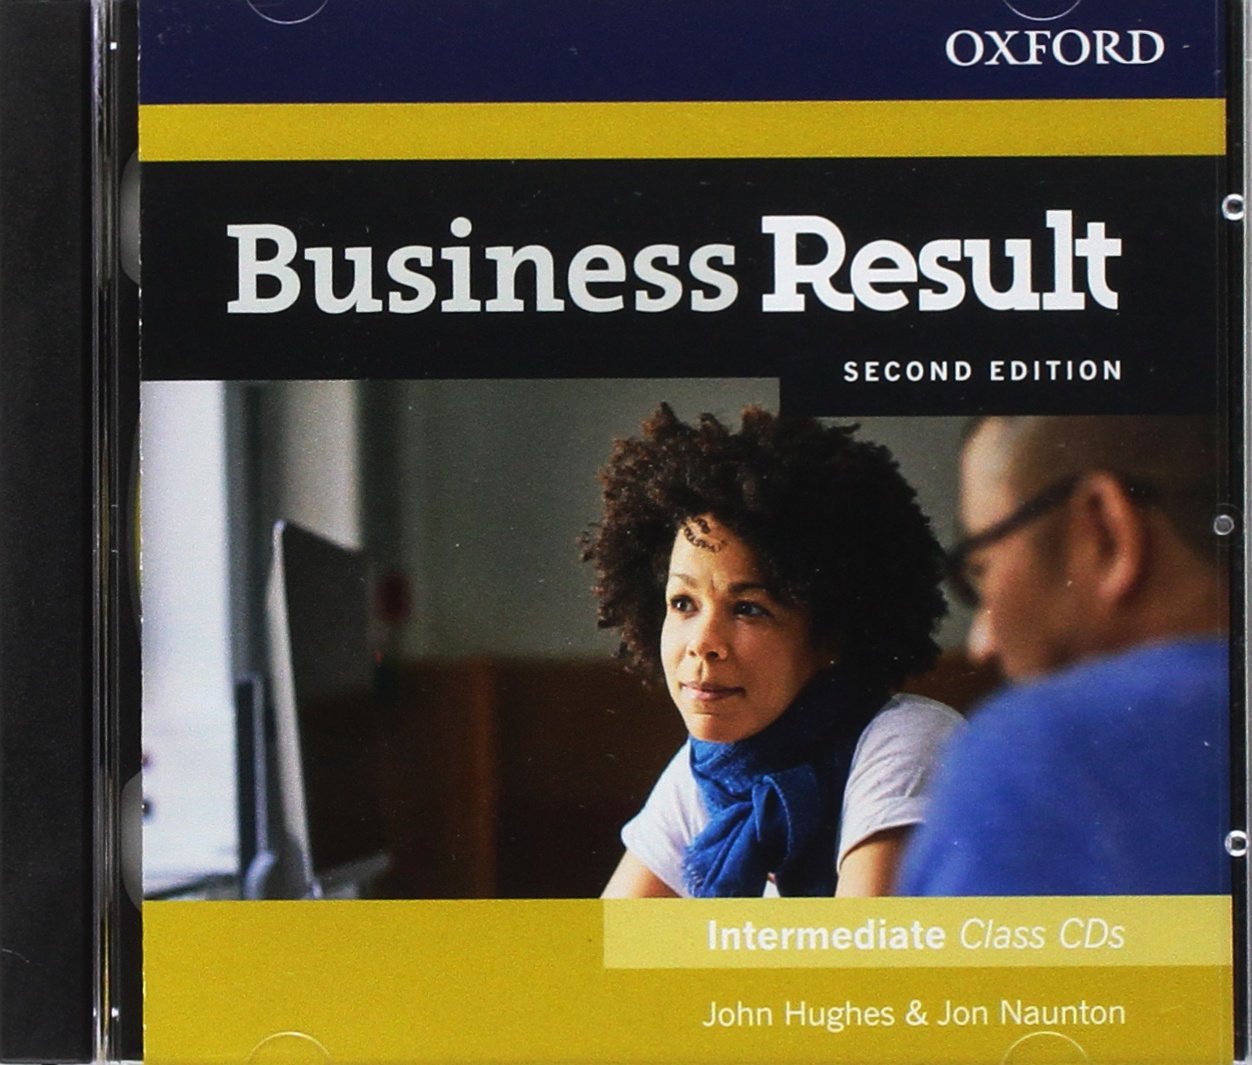 OXFORD
Business Result
SECOND EDITION
Intermediate Class CDs
John Hughes & Jon Naunton